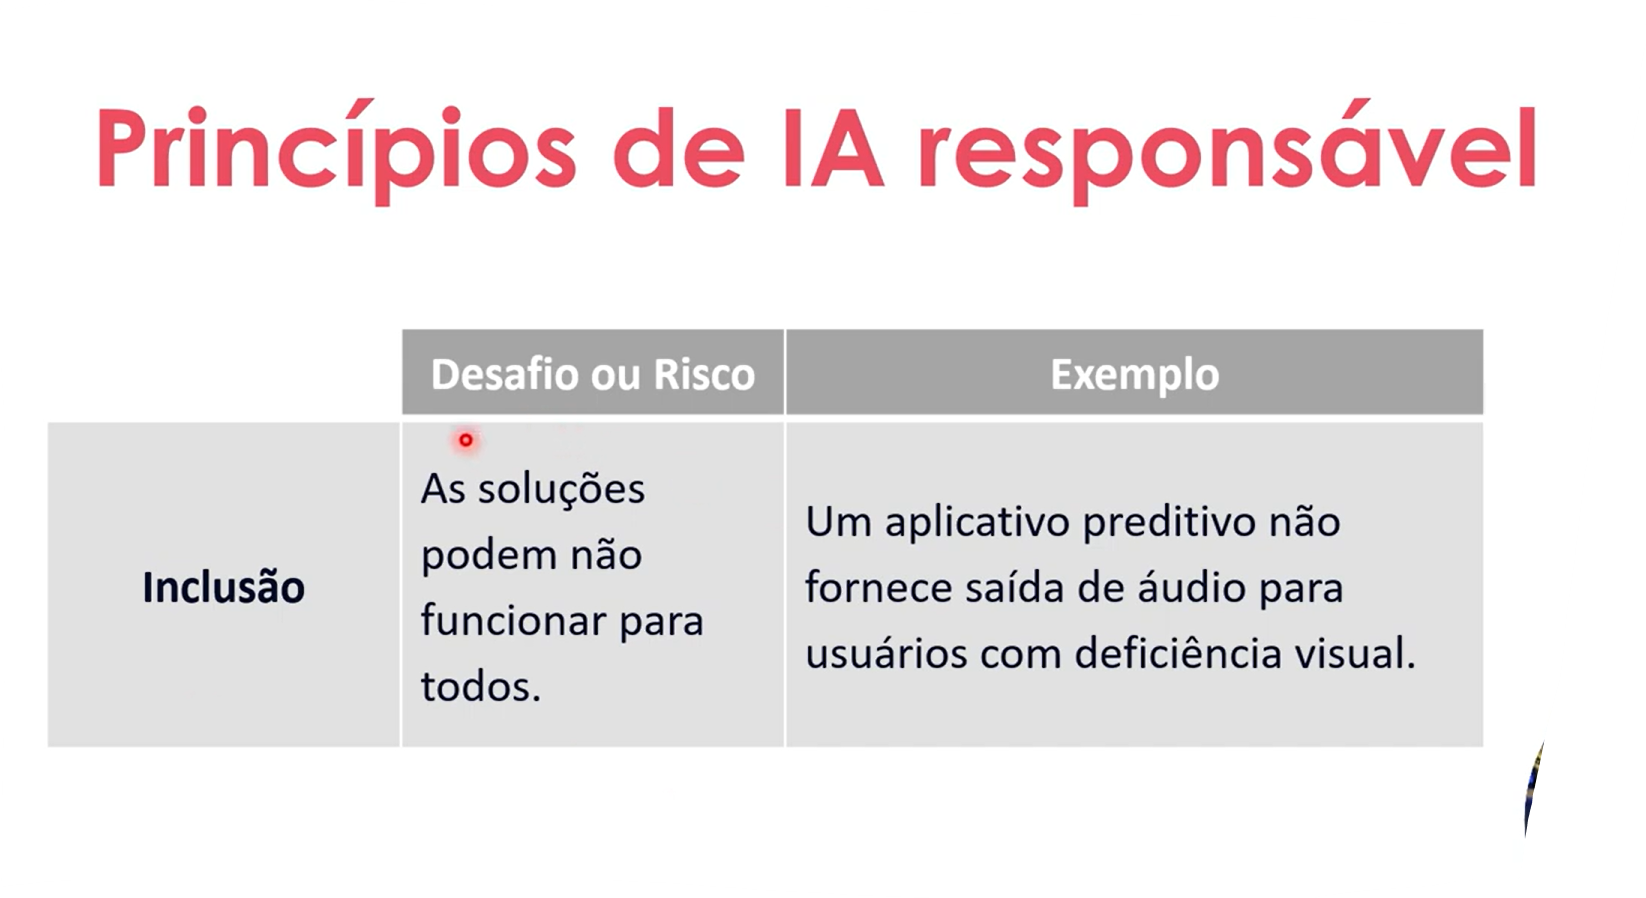 Princípios de IA responsável
Desafio ou Risco
Exemplo
Inclusão
As soluções
podem não
funcionar para
todos.
Um aplicativo preditivo não
fornece saída de áudio para
usuários com deficiência visual.